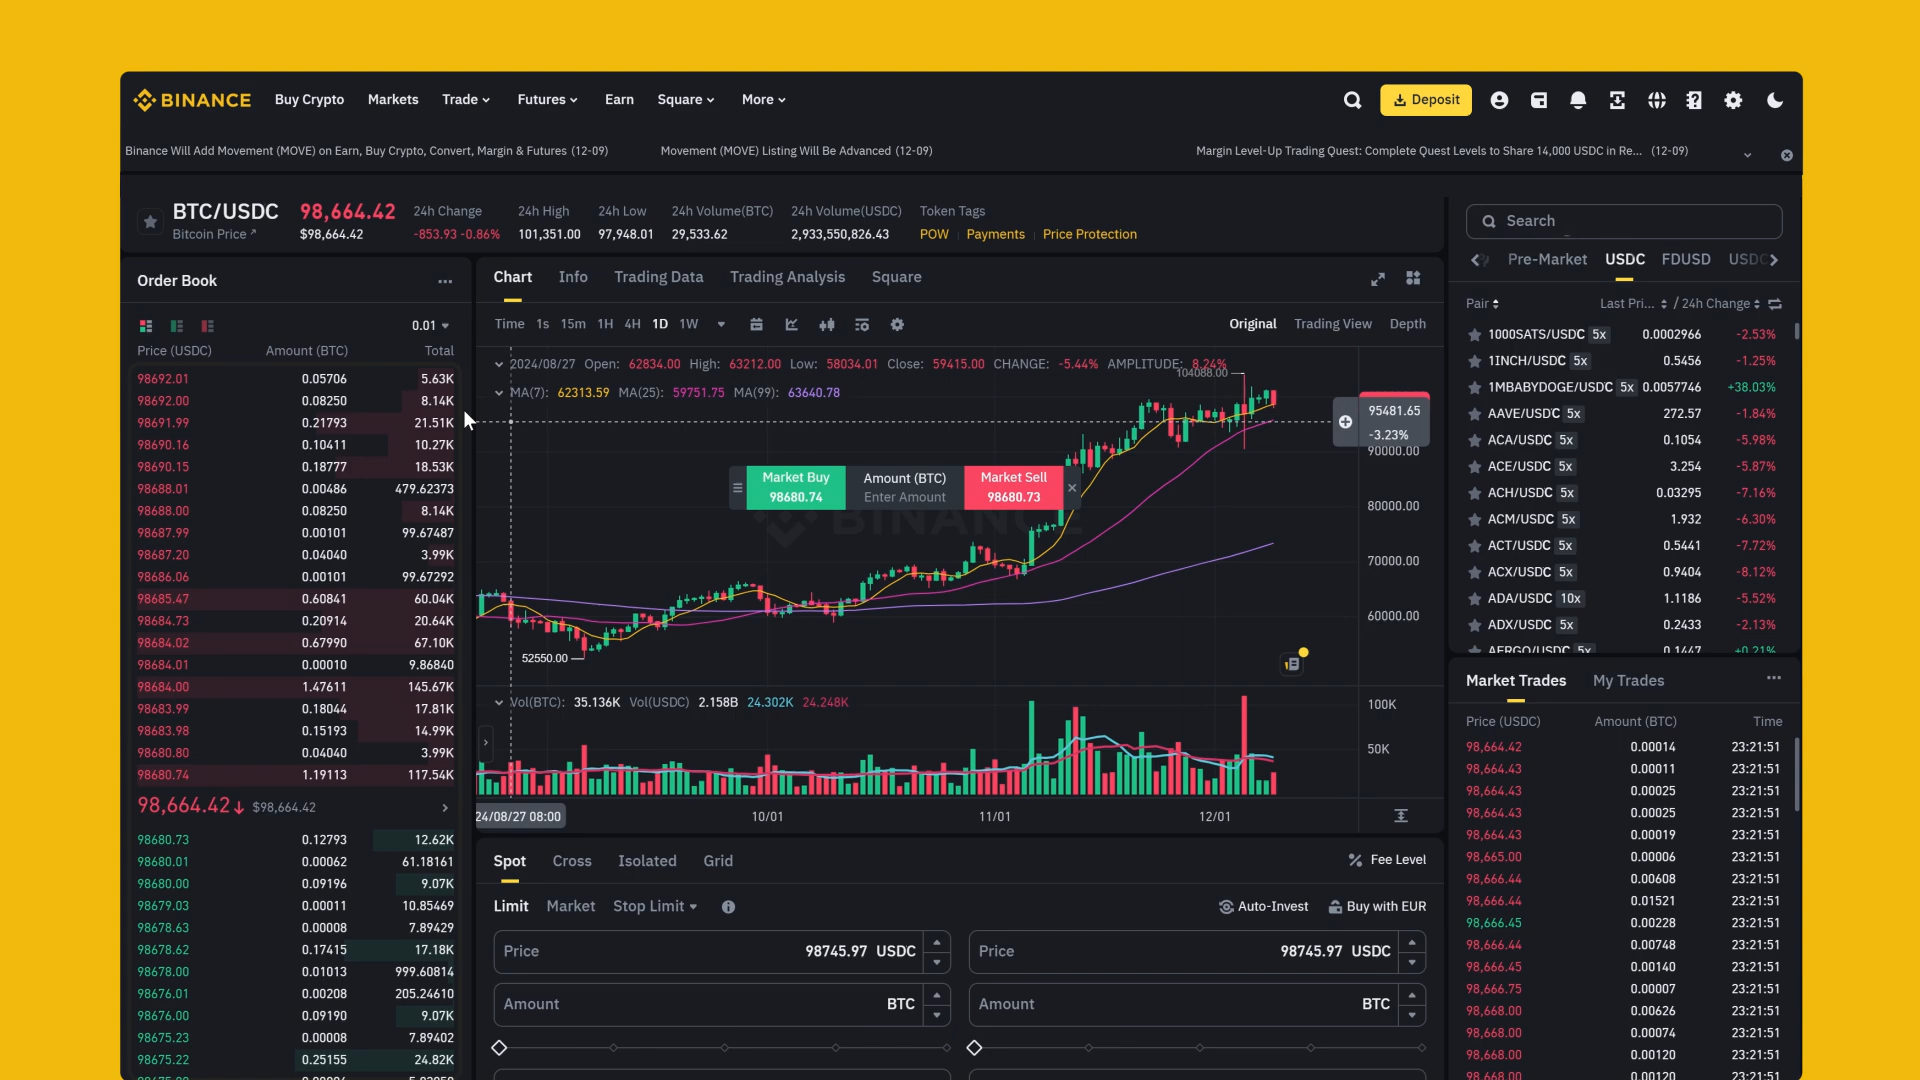 BINANCE Buy Crypto Markets Trade Futures Earn Square More Deposit
Binance Will Add Movement (MOVE) on Earn, Buy Crypto, Convert, Margin & Futures (12-09) Movement (MOVE) Listing Will Be Advanced (12-09) Margin Level-Up Trading Quest: Complete Quest Levels to Share 14,000 USDC in Re... (12-09)
BTC/USDC 98,664.42 24h Change 24h High 24h Low 24h Volume(BTC) 24h Volume(USDC) Token Tags
Bitcoin Price $98,664.42 -853.93 -0.86% 101,351.00 97,948.01 29,533.62 2,933,550,826.43 POW Payments Price Protection
Order Book
0.01
Price (USDC) Amount (BTC) Total
98692.01 0.05706 5.63K
98692.00 0.08250 8.14K
98691.99 0.21793 21.51K
98690.16 0.10411 10.27K
98690.15 0.18777 18.53K
98688.01 0.00486 479.62373
98688.00 0.08250 8.14K
98687.99 0.00101 99.67487
98687.20 0.04040 3.99K
98686.06 0.00101 99.67292
98685.47 0.60841 60.04K
98684.73 0.20914 20.64K
98684.02 0.67990 67.10K
98684.01 0.00010 9.86840
98684.00 1.47611 145.67K
98683.99 0.18044 17.81K
98683.98 0.15193 14.99K
98680.80 0.04040 3.99K
98680.74 1.19113 117.54K
98,664.42 $98,664.42
98680.73 0.12793 12.62K
98680.01 0.00062 61.18161
98680.00 0.09196 9.07K
98679.03 0.00011 10.85469
98678.63 0.00008 7.89429
98678.62 0.17415 17.18K
98678.00 0.01013 999.60814
98676.01 0.00208 205.24610
98676.00 0.09190 9.07K
98675.23 0.00008 7.89402
98675.22 0.25155 24.82K
Chart Info Trading Data Trading Analysis Square
Time 1s 15m 1H 4H 1D 1W Original Trading View Depth
2024/08/27 Open: 62834.00 High: 63212.00 Low: 58034.01 Close: 59415.00 CHANGE: -5.44% AMPLITUDE: 8.24%
104088.00
MA(7): 62313.59 MA(25): 59751.75 MA(99): 63640.78
95481.65
-3.23%
90000.00
Market Buy Amount (BTC) Market Sell
98680.74 Enter Amount 98680.73
BINANCE
80000.00
70000.00
60000.00
52550.00
Vol(BTC): 35.136K Vol(USDC) 2.158B 24.302K 24.248K
100K
50K
24/08/27 08:00 10/01 11/01 12/01
Spot Cross Isolated Grid Fee Level
Limit Market Stop Limit Auto-Invest Buy with EUR
Price 98745.97 USDC Price 98745.97 USDC
Amount BTC Amount BTC
Search
Pre-Market USDC FDUSD USD
Pair Last Pri... / 24h Change
1000SATS/USDC 5x 0.0002966 -2.53%
1INCH/USDC 5x 0.5456 -1.25%
1MBABYDOGE/USDC 5x 0.0057746 +38.03%
AAVE/USDC 5x 272.57 -1.84%
ACA/USDC 5x 0.1054 -5.98%
ACE/USDC 5x 3.254 -5.87%
ACH/USDC 5x 0.03295 -7.16%
ACM/USDC 5x 1.932 -6.30%
ACT/USDC 5x 0.5441 -7.72%
ACX/USDC 5x 0.9404 -8.12%
ADA/USDC 10x 1.1186 -5.52%
ADX/USDC 5x 0.2433 -2.13%
AERGO/USDC 5x 0.1447 +0.21%
Market Trades My Trades
Price (USDC) Amount (BTC) Time
98,664.42 0.00014 23:21:51
98,664.43 0.00011 23:21:51
98,664.43 0.00025 23:21:51
98,664.43 0.00025 23:21:51
98,664.43 0.00019 23:21:51
98,665.00 0.00006 23:21:51
98,666.44 0.00608 23:21:51
98,666.44 0.01521 23:21:51
98,666.45 0.00228 23:21:51
98,666.44 0.00748 23:21:51
98,666.45 0.00140 23:21:51
98,666.75 0.00007 23:21:51
98,668.00 0.00626 23:21:51
98,668.00 0.00074 23:21:51
98,668.00 0.00120 23:21:51
98,668.00 0.00120 23:21:51